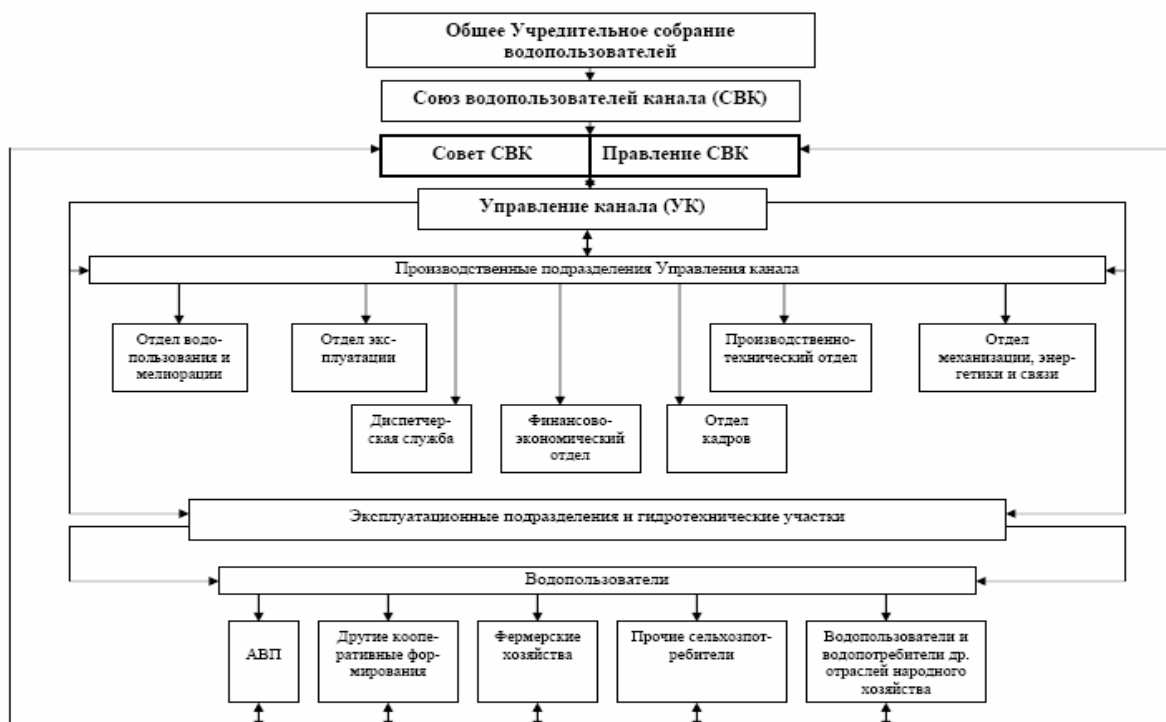 Общее Учредительное собрание
водопользователей
Союз водопользователей канала (СВК)
Совет СВК
Правление СВК
Управление канала (УК)
Производственные подразделения Управления канала
Отдел водо-
пользования и
мелиорации
Отдел экс-
плуатации
Производственно-
технический отдел
Отдел
механизации, энер-
гетики и связи
Диспетчер-
ская служба
Финансово-
экономический
отдел
Отдел
кадров
Эксплуатационные подразделения и гидротехнические участки
Водопользователи
АВП
Другие коопе-
ративные фор-
мирования
Фермерские
хозяйства
Прочие сельхозпот-
ребители
Водопользователи и
водопотребители др.
отраслей народного
хозяйства